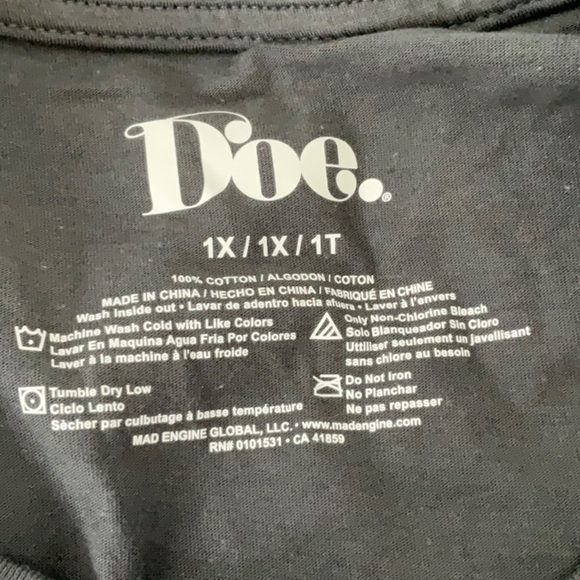 Doe.®
1X / 1X / 1T
100% COTTON / ALGODON / COTON
MADE IN CHINA / HECHO EN CHINA / FABRIQUÉ EN CHINE
Wash Inside out • Lavar de adentro hacia afuera • Laver à l'envers
Machine Wash Cold with Like Colors
Lavar En Maquina Agua Fria Por Colores
Laver à la machine à l'eau froide
Only Non-Chlorine Bleach
Solo Blanqueador Sin Cloro
Utiliser seulement un javellisant
sans chlore au besoin
Tumble Dry Low
Ciclo Lento
Sècher par culbutage à basse température
Do Not Iron
No Planchar
Ne pas repasser
MAD ENGINE GLOBAL, LLC. • www.madengine.com
RN# 0101531 • CA 41859